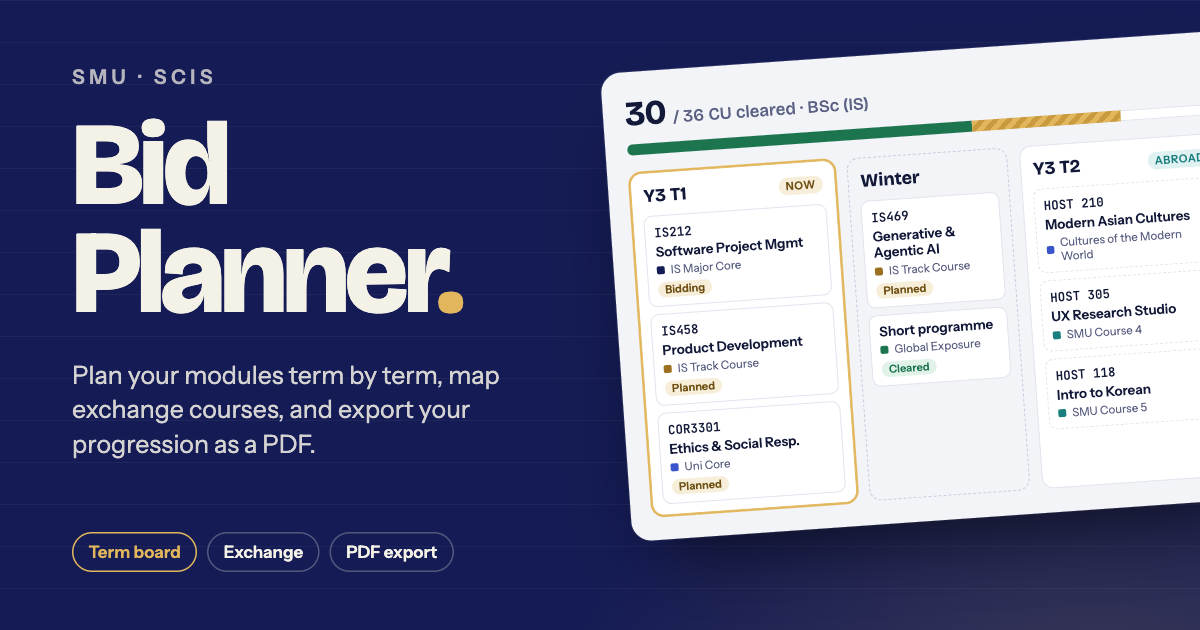 SMU · SCIS
Bid
Planner.
Plan your modules term by term, map
exchange courses, and export your
progression as a PDF.
Term board
Exchange
PDF export
30 / 36 CU cleared · BSc (IS)
Y3 T1
NOW
IS212
Software Project Mgmt
IS Major Core
Bidding
IS458
Product Development
IS Track Course
Planned
COR3301
Ethics & Social Resp.
Uni Core
Planned
Winter
IS469
Generative &
Agentic AI
IS Track Course
Planned
Short programme
Global Exposure
Cleared
Y3 T2
ABROAD
HOST 210
Modern Asian Cultures
Cultures of the Modern
World
HOST 305
UX Research Studio
SMU Course 4
HOST 118
Intro to Korean
SMU Course 5